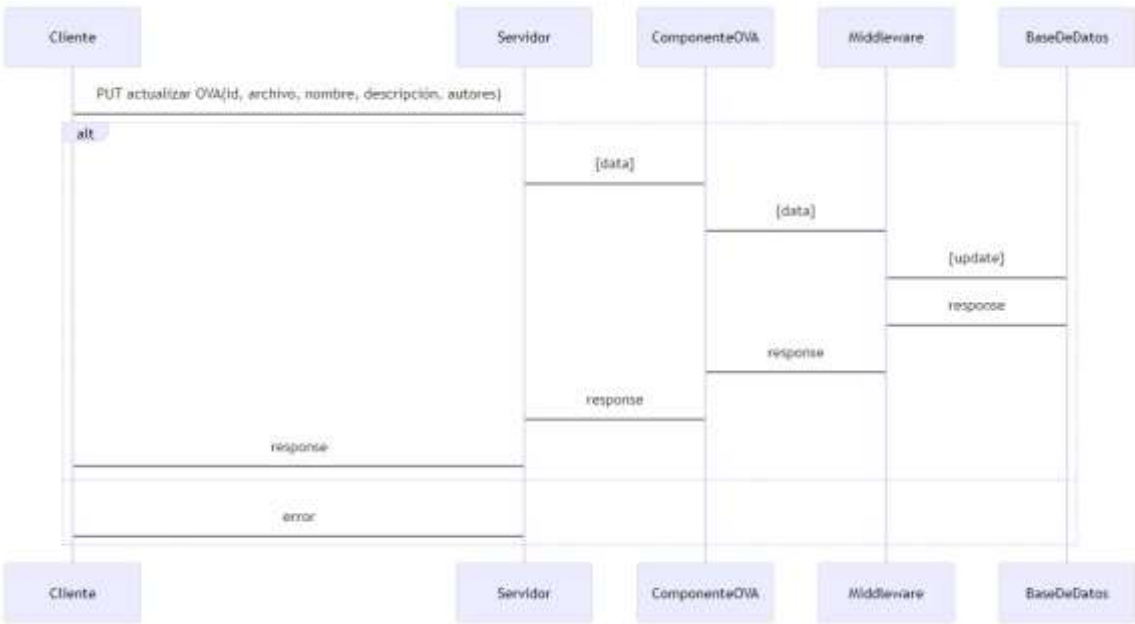 Cliente
Servidor
ComponenteOVA
Middleware
BaseDeDatos
PUT actualizar OVA(id, archivo, nombre, descripción, autores)
alt
[data]
[data]
[update]
response
response
response
response
error
Cliente
Servidor
ComponenteOVA
Middleware
BaseDeDatos